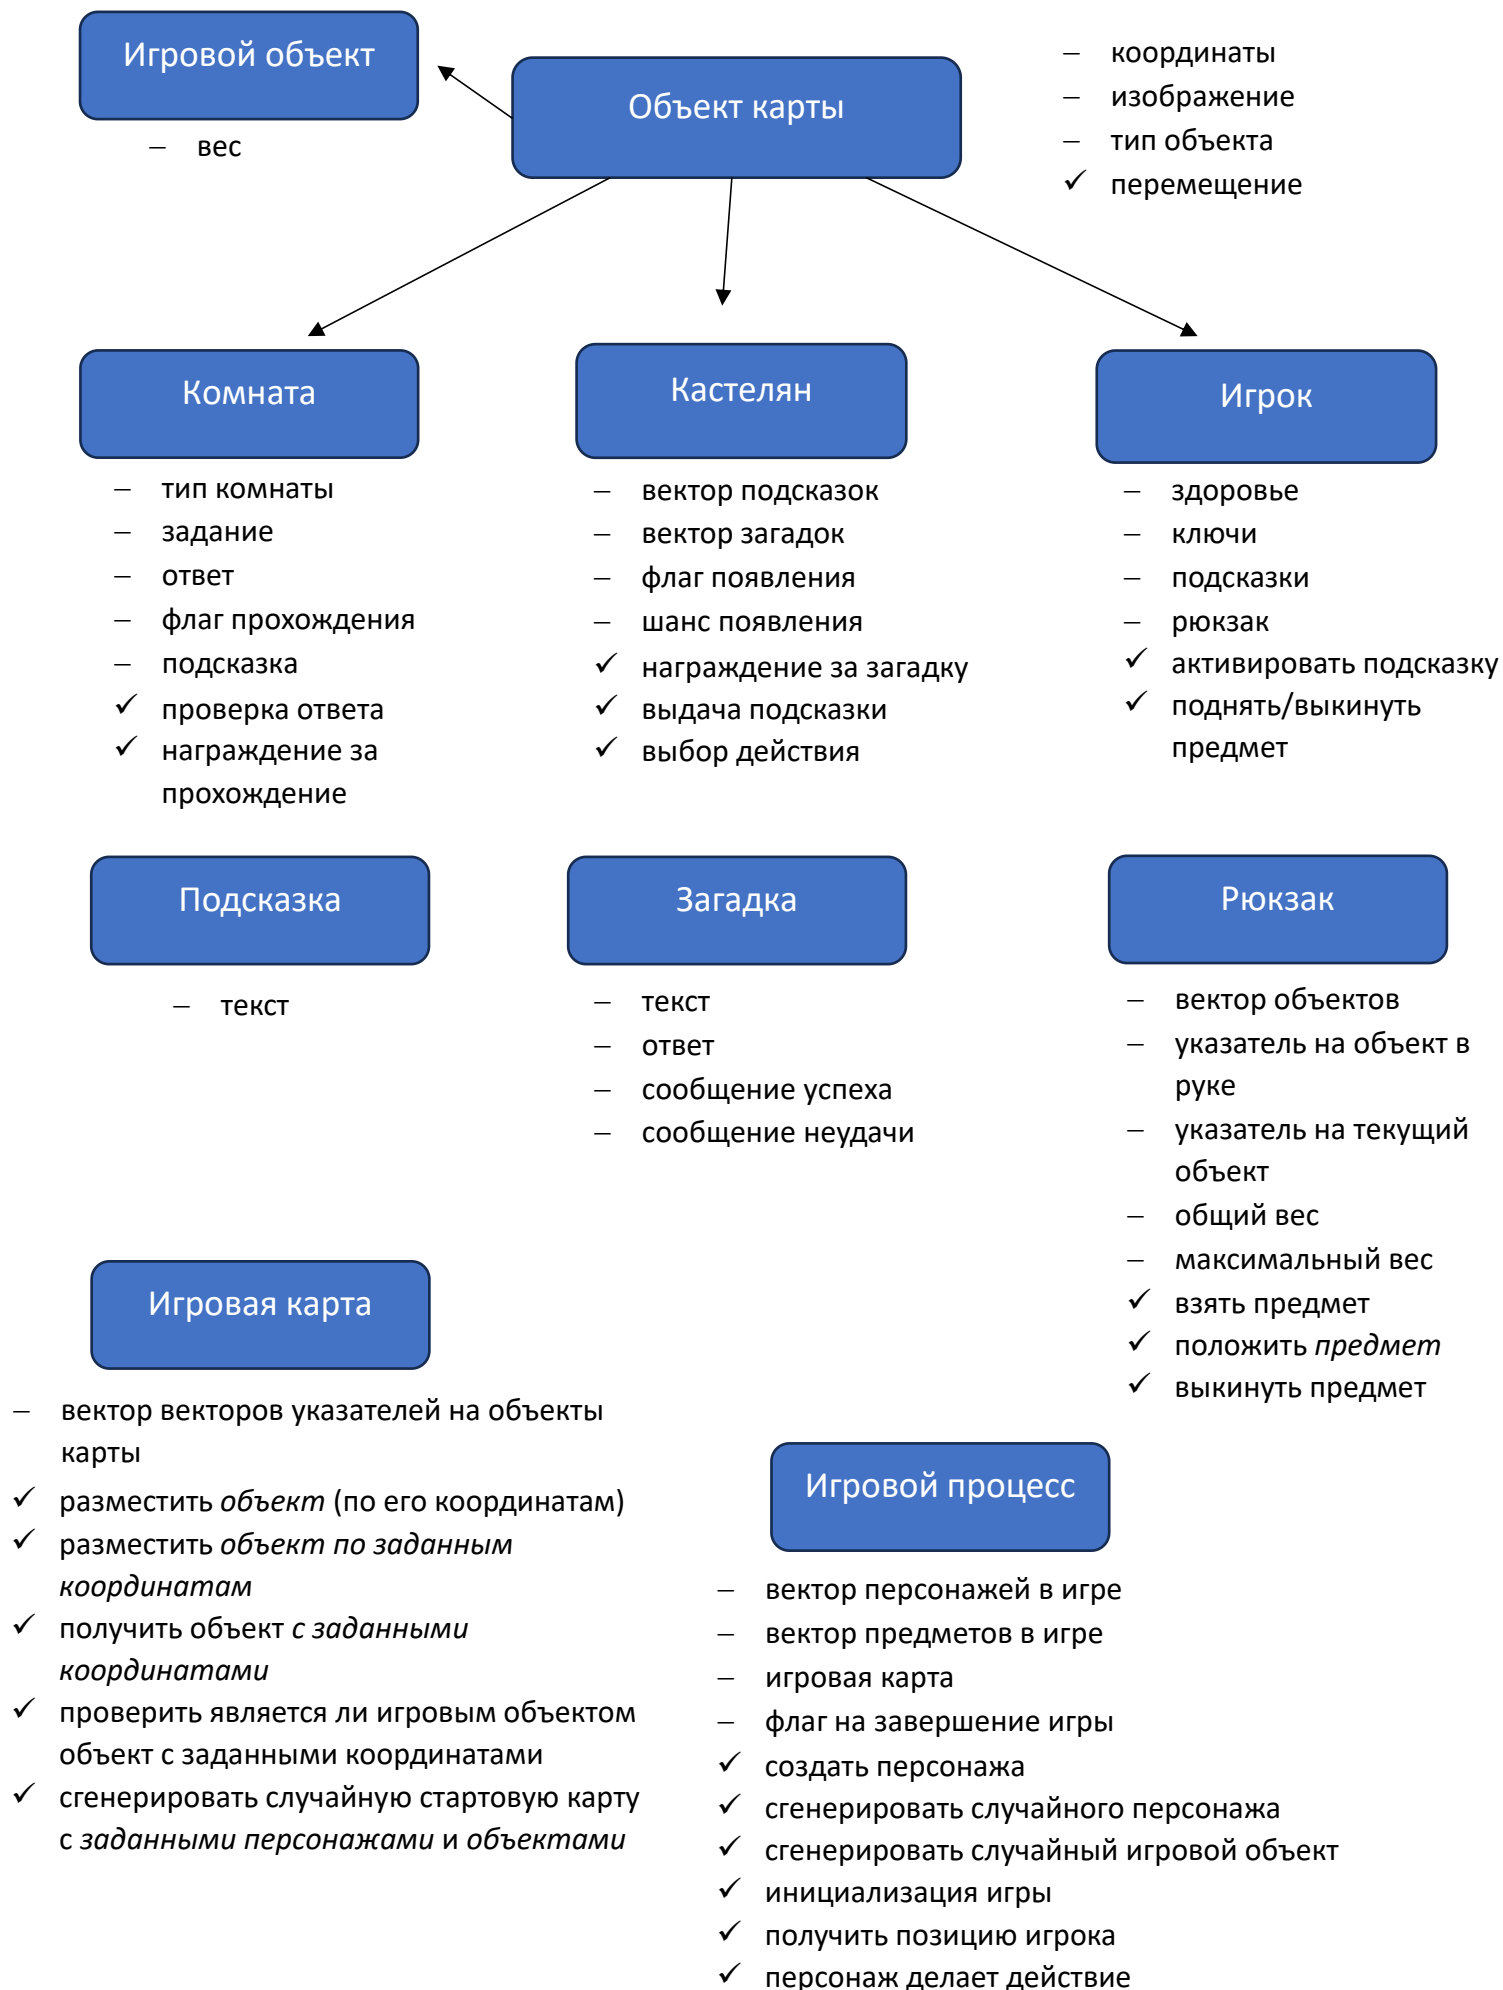 Игровой объект
– вес
Объект карты
– координаты
– изображение
– тип объекта
✓ перемещение
Комната
– тип комнаты
– задание
– ответ
– флаг прохождения
– подсказка
✓ проверка ответа
✓ награждение за
прохождение
Кастелян
– вектор подсказок
– вектор загадок
– флаг появления
– шанс появления
✓ награждение за загадку
✓ выдача подсказки
✓ выбор действия
Игрок
– здоровье
– ключи
– подсказки
– рюкзак
✓ активировать подсказку
✓ поднять/выкинуть
предмет
Подсказка
– текст
Загадка
– текст
– ответ
– сообщение успеха
– сообщение неудачи
Рюкзак
– вектор объектов
– указатель на объект в
руке
– указатель на текущий
объект
– общий вес
– максимальный вес
✓ взять предмет
✓ положить предмет
✓ выкинуть предмет
Игровая карта
– вектор векторов указателей на объекты
карты
✓ разместить объект (по его координатам)
✓ разместить объект по заданным
координатам
✓ получить объект с заданными
координатами
✓ проверить является ли игровым объектом
объект с заданными координатами
✓ сгенерировать случайную стартовую карту
с заданными персонажами и объектами
Игровой процесс
– вектор персонажей в игре
– вектор предметов в игре
– игровая карта
– флаг на завершение игры
✓ создать персонажа
✓ сгенерировать случайного персонажа
✓ сгенерировать случайный игровой объект
✓ инициализация игры
✓ получить позицию игрока
✓ персонаж делает действие